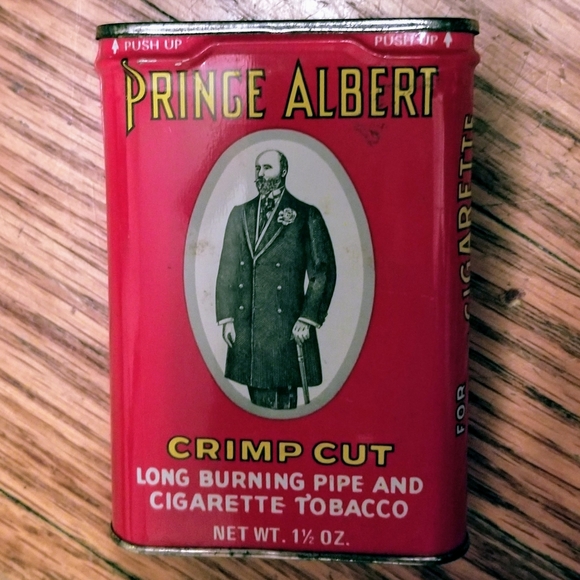 PUSH UP PUSH UP
PRINCE ALBERT
CRIMP CUT
LONG BURNING PIPE AND
CIGARETTE TOBACCO
NET WT. 1½ OZ.
FOR CIGARETTE